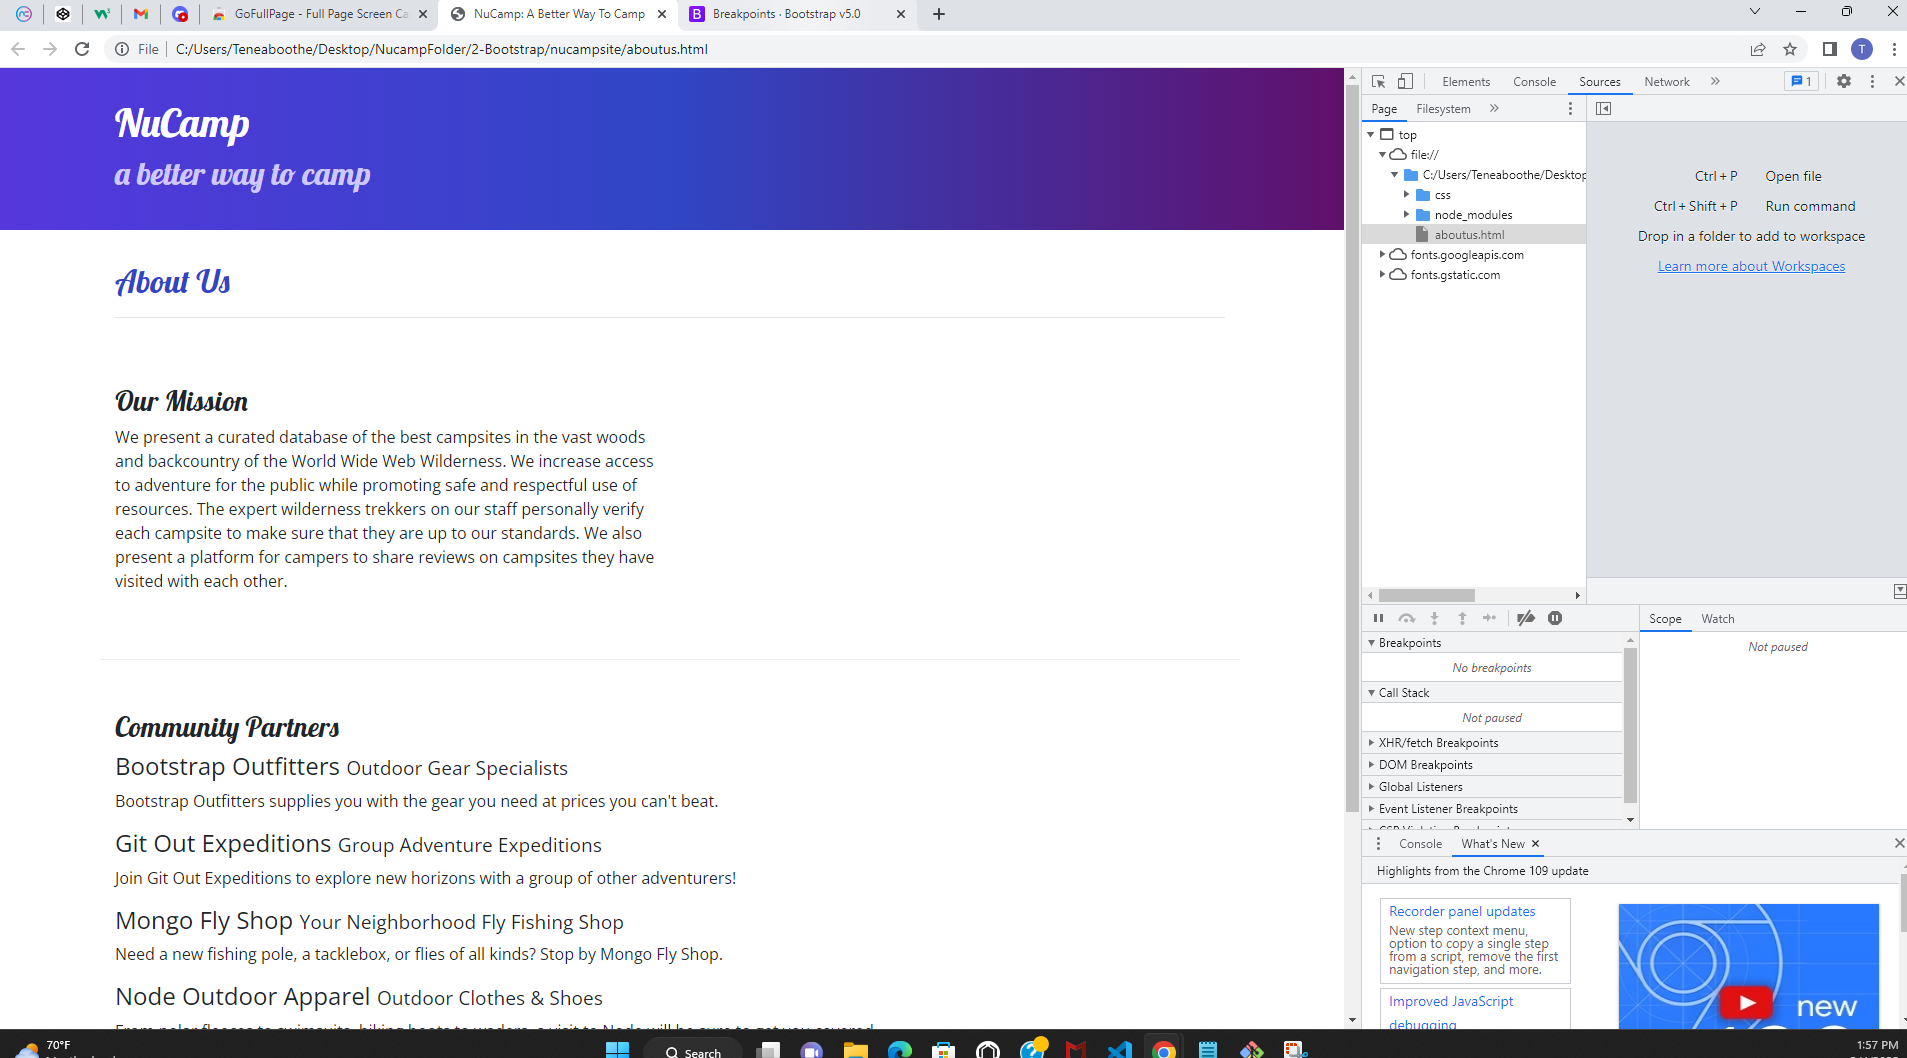 GoFullPage - Full Page Screen Ca
NuCamp: A Better Way To Camp
B Breakpoints · Bootstrap v5.0
File C:/Users/Teneaboothe/Desktop/NucampFolder/2-Bootstrap/nucampsite/aboutus.html
T
NuCamp
a better way to camp
About Us
Our Mission
We present a curated database of the best campsites in the vast woods
and backcountry of the World Wide Web Wilderness. We increase access
to adventure for the public while promoting safe and respectful use of
resources. The expert wilderness trekkers on our staff personally verify
each campsite to make sure that they are up to our standards. We also
present a platform for campers to share reviews on campsites they have
visited with each other.
Community Partners
Bootstrap Outfitters Outdoor Gear Specialists
Bootstrap Outfitters supplies you with the gear you need at prices you can't beat.
Git Out Expeditions Group Adventure Expeditions
Join Git Out Expeditions to explore new horizons with a group of other adventurers!
Mongo Fly Shop Your Neighborhood Fly Fishing Shop
Need a new fishing pole, a tacklebox, or flies of all kinds? Stop by Mongo Fly Shop.
Node Outdoor Apparel Outdoor Clothes & Shoes
Elements Console Sources Network » 1
Page Filesystem »
top
file://
C:/Users/Teneaboothe/Desktop
css
node_modules
aboutus.html
fonts.googleapis.com
fonts.gstatic.com
Ctrl + P Open file
Ctrl + Shift + P Run command
Drop in a folder to add to workspace
Learn more about Workspaces
Breakpoints
No breakpoints
Call Stack
Not paused
XHR/fetch Breakpoints
DOM Breakpoints
Global Listeners
Event Listener Breakpoints
Scope Watch
Not paused
Console What's New
Highlights from the Chrome 109 update
Recorder panel updates
New step context menu,
option to copy a single step
from a script, remove the first
navigation step, and more.
Improved JavaScript
debugging
new
70°F
Search
1:57 PM